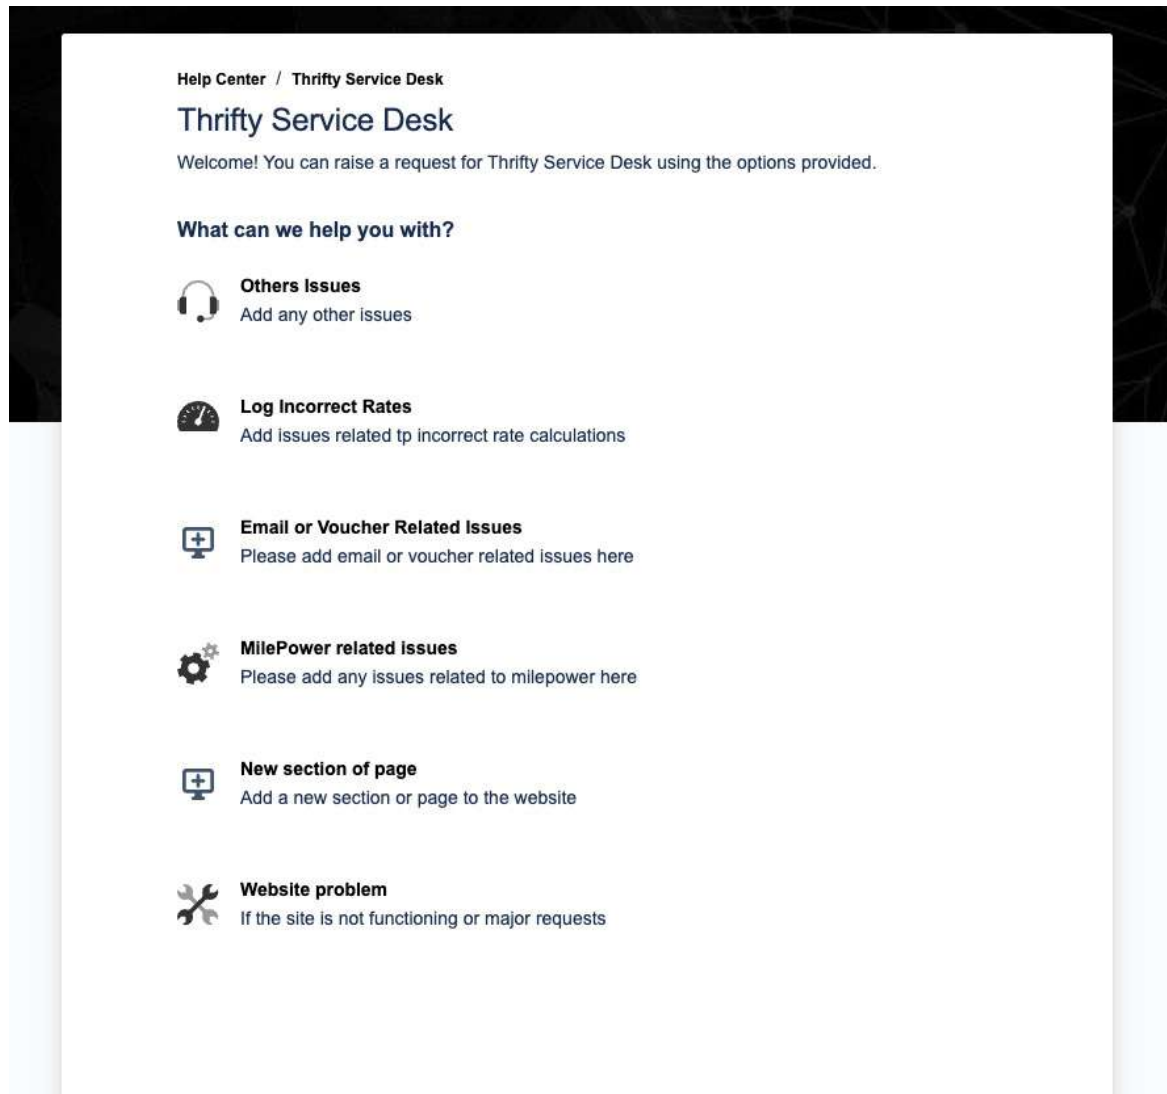 Help Center / Thrifty Service Desk
Thrifty Service Desk
Welcome! You can raise a request for Thrifty Service Desk using the options provided.
What can we help you with?
Others Issues
Add any other issues
Log Incorrect Rates
Add issues related tp incorrect rate calculations
Email or Voucher Related Issues
Please add email or voucher related issues here
MilePower related issues
Please add any issues related to milepower here
New section of page
Add a new section or page to the website
Website problem
If the site is not functioning or major requests